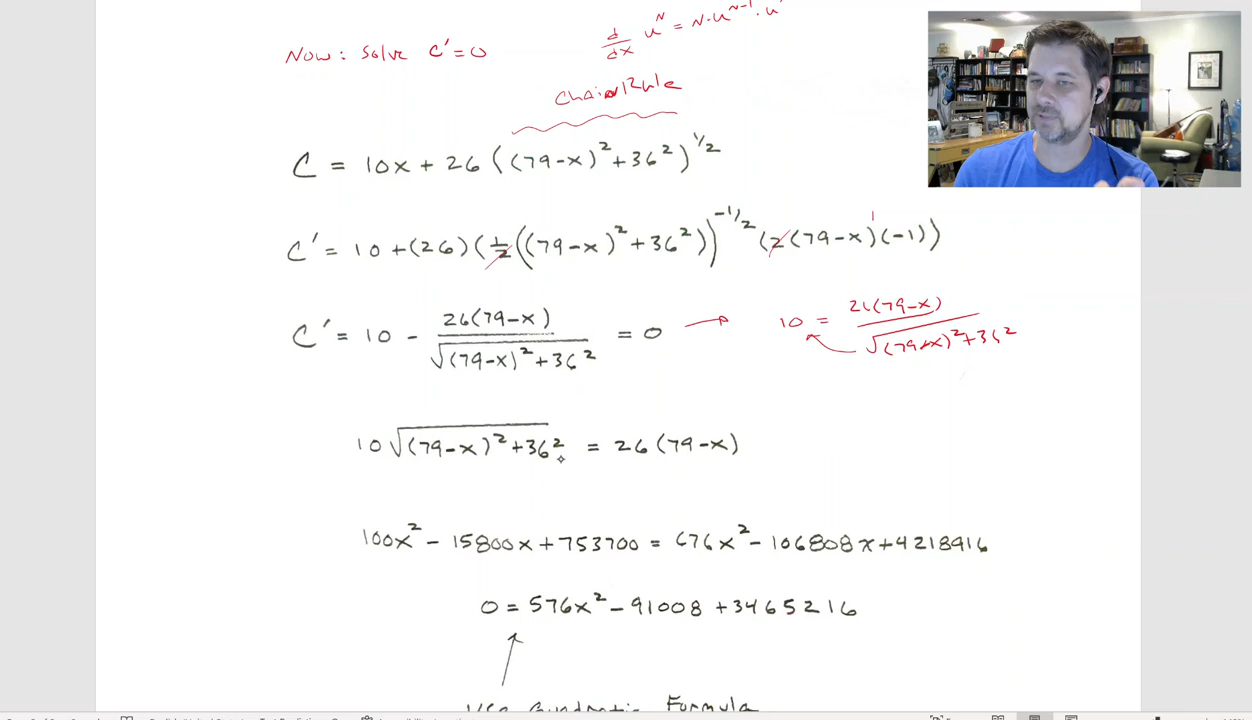 d/dx u^N = N·u^(N-1)·u'
Now: Solve C'=0
Chain Rule
C = 10x + 26 ((79-x)^2+36^2)^1/2
C' = 10 +(26)(1/2((79-x)^2+36^2))^-1/2 (2(79-x)^1(-1))
C' = 10 - 26(79-x)/√((79-x)^2+36^2) = 0 → 10 = 26(79-x)/√((79-x)^2+36^2)
10√((79-x)^2+36^2) = 26(79-x)
100x^2 - 15800x + 753700 = 676x^2 - 106808x + 4218916
0 = 576x^2 - 91008 + 3465216
Use Quadratic Formula